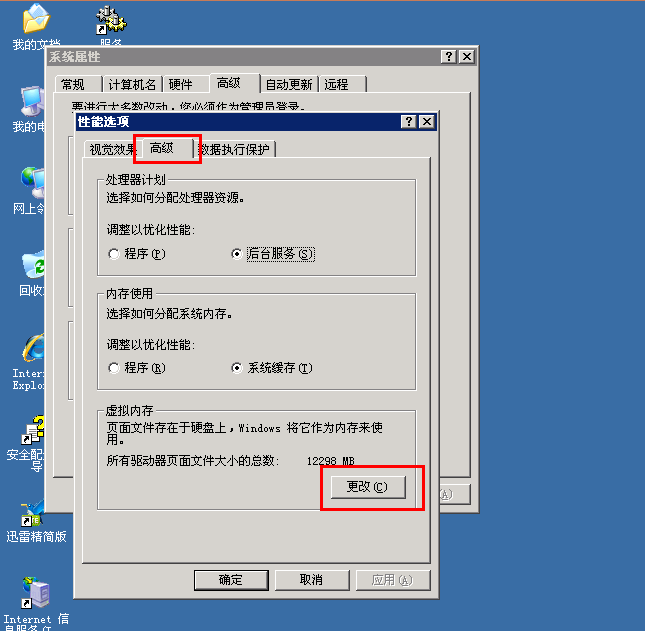 我的文档
服务
系统属性
常规
计算机名
硬件
高级
自动更新
远程
要进行大多数改动，您必须作为管理员登录。
我的电
性能选项
视觉效果
高级
数据执行保护
处理器计划
选择如何分配处理器资源。
网上令
调整以优化性能:
程序(P)
后台服务(S)
回收
内存使用
选择如何分配系统内存。
调整以优化性能:
程序(R)
系统缓存(T)
Inter
Explo
虚拟内存
页面文件存在于硬盘上，Windows 将它作为内存来使
用。
安全配
导
所有驱动器页面文件大小的总数:
12298 MB
更改(C)
(A)
迅雷精简版
确定
取消
应用(A)
Internet 信
息服务(I